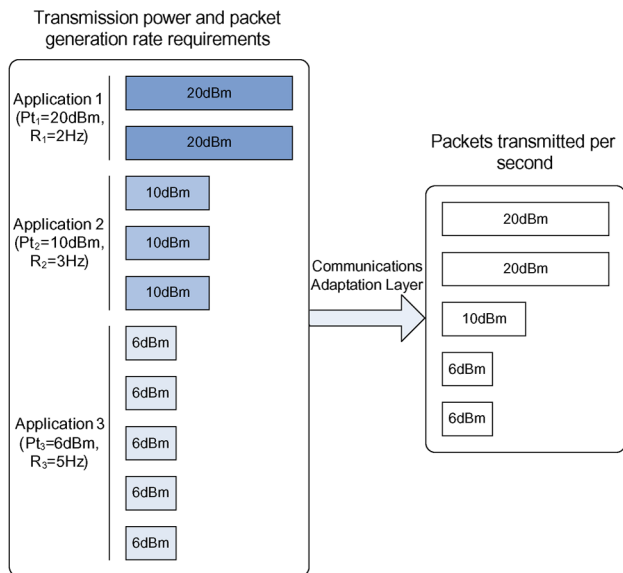 Transmission power and packet
generation rate requirements
Application 1
(Pt₁=20dBm,
R₁=2Hz)
20dBm
20dBm
Application 2
(Pt₂=10dBm,
R₂=3Hz)
10dBm
10dBm
10dBm
Application 3
(Pt₃=6dBm,
R₃=5Hz)
6dBm
6dBm
6dBm
6dBm
6dBm
Communications
Adaptation Layer
Packets transmitted per
second
20dBm
20dBm
10dBm
6dBm
6dBm